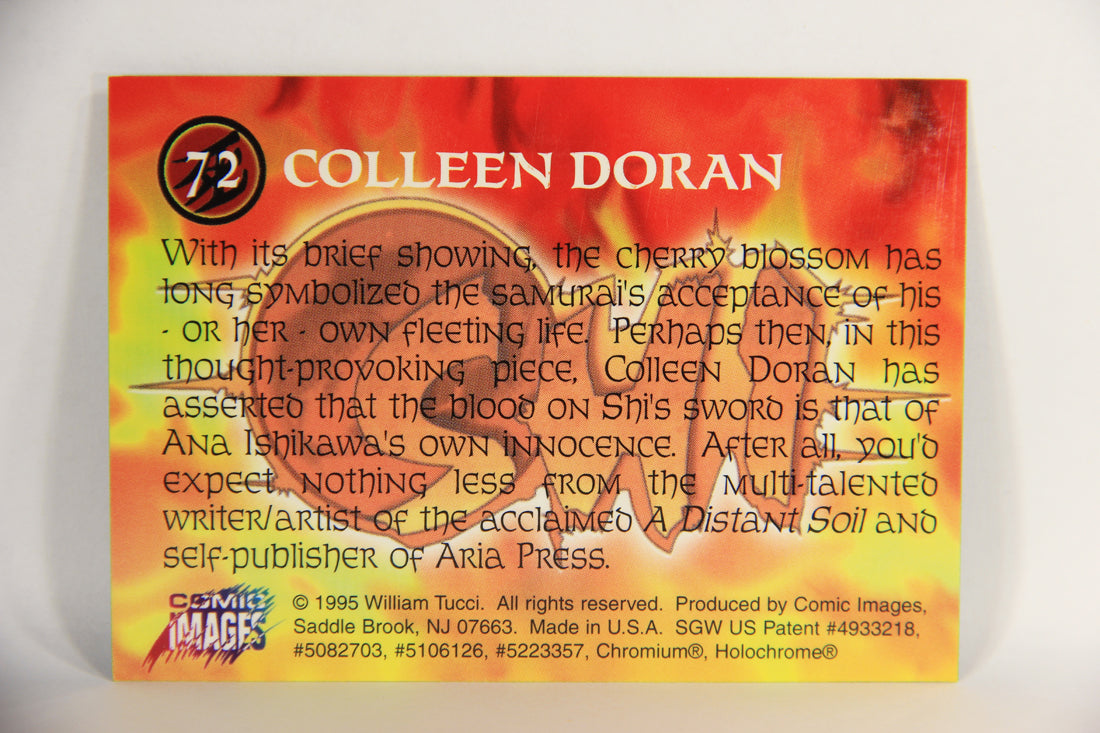 72 COLLEEN DORAN
With its brief showing, the cherry blossom has
long symbolized the samurai's acceptance of his
- or her - own fleeting life. Perhaps then, in this
thought-provoking piece, Colleen Doran has
asserted that the blood on Shi's sword is that of
Ana Ishikawa's own innocence. After all, you'd
expect nothing less from the multi-talented
writer/artist of the acclaimed A Distant Soil and
self-publisher of Aria Press.
COMIC
IMAGES
© 1995 William Tucci. All rights reserved. Produced by Comic Images,
Saddle Brook, NJ 07663. Made in U.S.A. SGW US Patent #4933218,
#5082703, #5106126, #5223357, Chromium®, Holochrome®